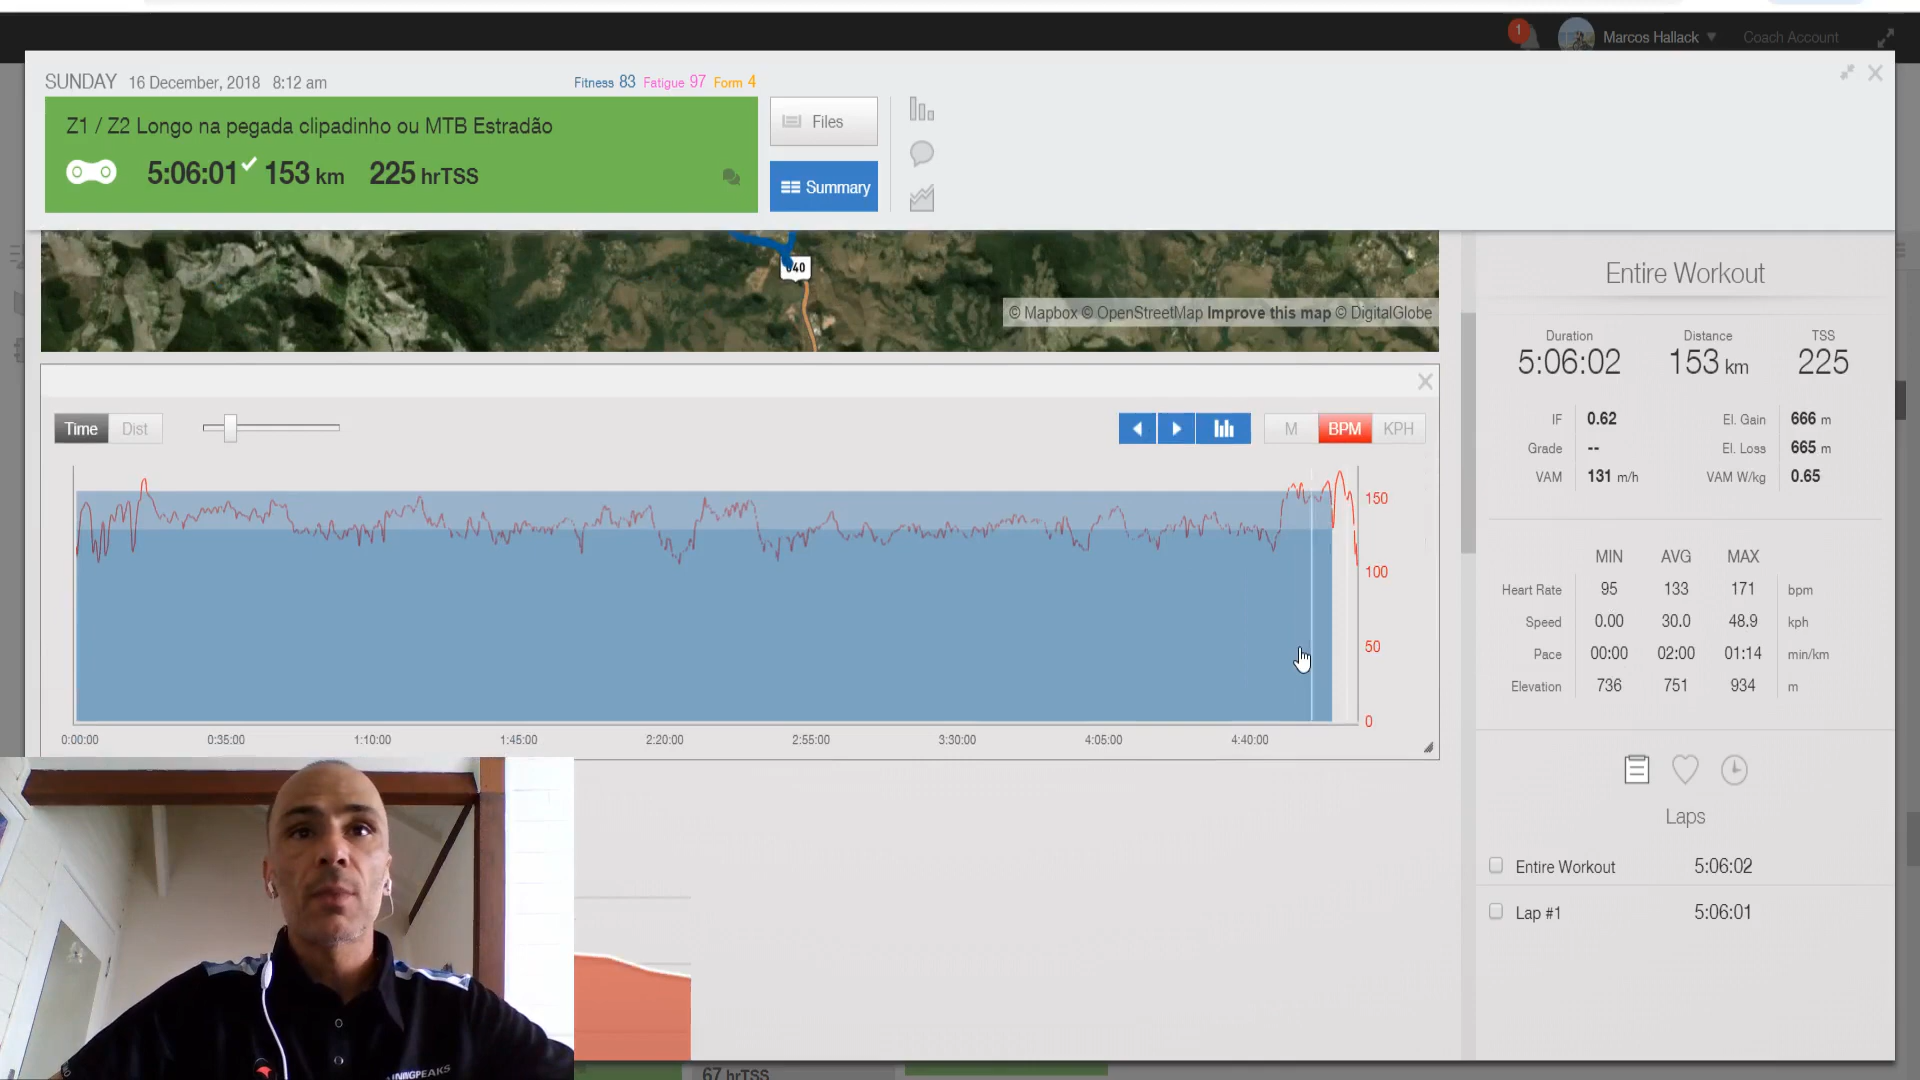 1
Marcos Hallack
Coach Account
SUNDAY 16 December, 2018 8:12 am
Fitness 83 Fatigue 97 Form 4
Z1 / Z2 Longo na pegada clipadinho ou MTB Estradão
5:06:01 153 km 225 hrTSS
Files
Summary
040
© Mapbox © OpenStreetMap Improve this map © DigitalGlobe
Time Dist
M BPM KPH
150
100
50
0
0:00:00 0:35:00 1:10:00 1:45:00 2:20:00 2:55:00 3:30:00 4:05:00 4:40:00
Entire Workout
Duration Distance TSS
5:06:02 153 km 225
IF 0.62 El. Gain 666 m
Grade -- El. Loss 665 m
VAM 131 m/h VAM W/kg 0.65
MIN AVG MAX
Heart Rate 95 133 171 bpm
Speed 0.00 30.0 48.9 kph
Pace 00:00 02:00 01:14 min/km
Elevation 736 751 934 m
Laps
Entire Workout 5:06:02
Lap #1 5:06:01
67 hrTSS